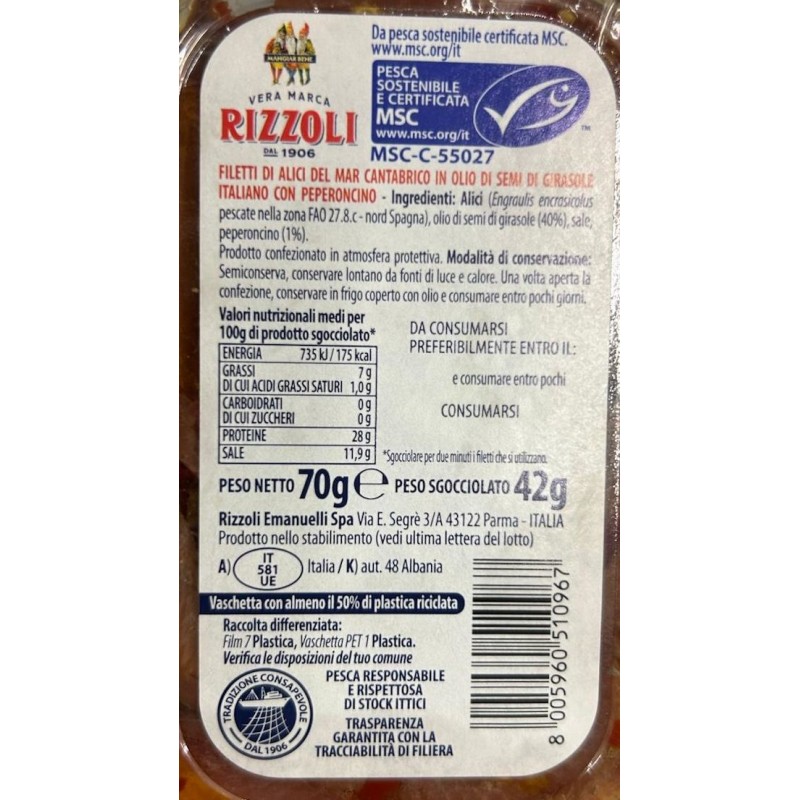 Da pesca sostenibile certificata MSC.
www.msc.org/it
MANGIAR BENE
VERA MARCA
RIZZOLI
DAL 1906
PESCA
SOSTENIBILE
E CERTIFICATA
MSC
www.msc.org/it
TM
MSC-C-55027
FILETTI DI ALICI DEL MAR CANTABRICO IN OLIO DI SEMI DI GIRASOLE
ITALIANO CON PEPERONCINO - Ingredienti: Alici (Engraulis encrasicolus
pescate nella zona FAO 27.8.c - nord Spagna), olio di semi di girasole (40%), sale,
peperoncino (1%).
Prodotto confezionato in atmosfera protettiva. Modalità di conservazione:
Semiconserva, conservare lontano da fonti di luce e calore. Una volta aperta la
confezione, conservare in frigo coperto con olio e consumare entro pochi giorni.
Valori nutrizionali medi per
100g di prodotto sgocciolato*
ENERGIA 735 kJ / 175 kcal
GRASSI 7 g
DI CUI ACIDI GRASSI SATURI 1,0 g
CARBOIDRATI 0 g
DI CUI ZUCCHERI 0 g
PROTEINE 28 g
SALE 11,9 g
DA CONSUMARSI
PREFERIBILMENTE ENTRO IL:
e consumare entro pochi
CONSUMARSI
*Sgocciolare per due minuti i filetti che si utilizzano.
PESO NETTO 70g e PESO SGOCCIOLATO 42g
Rizzoli Emanuelli Spa Via E. Segrè 3/A 43122 Parma - ITALIA
Prodotto nello stabilimento (vedi ultima lettera del lotto)
A) IT 581 UE Italia / K) aut. 48 Albania
Vaschetta con almeno il 50% di plastica riciclata
Raccolta differenziata:
Film 7 Plastica, Vaschetta PET 1 Plastica.
Verifica le disposizioni del tuo comune
TRADIZIONE CONSAPEVOLE
DAL 1906
PESCA RESPONSABILE
E RISPETTOSA
DI STOCK ITTICI
TRASPARENZA
GARANTITA CON LA
TRACCIABILITÀ DI FILIERA
8 005960 510967